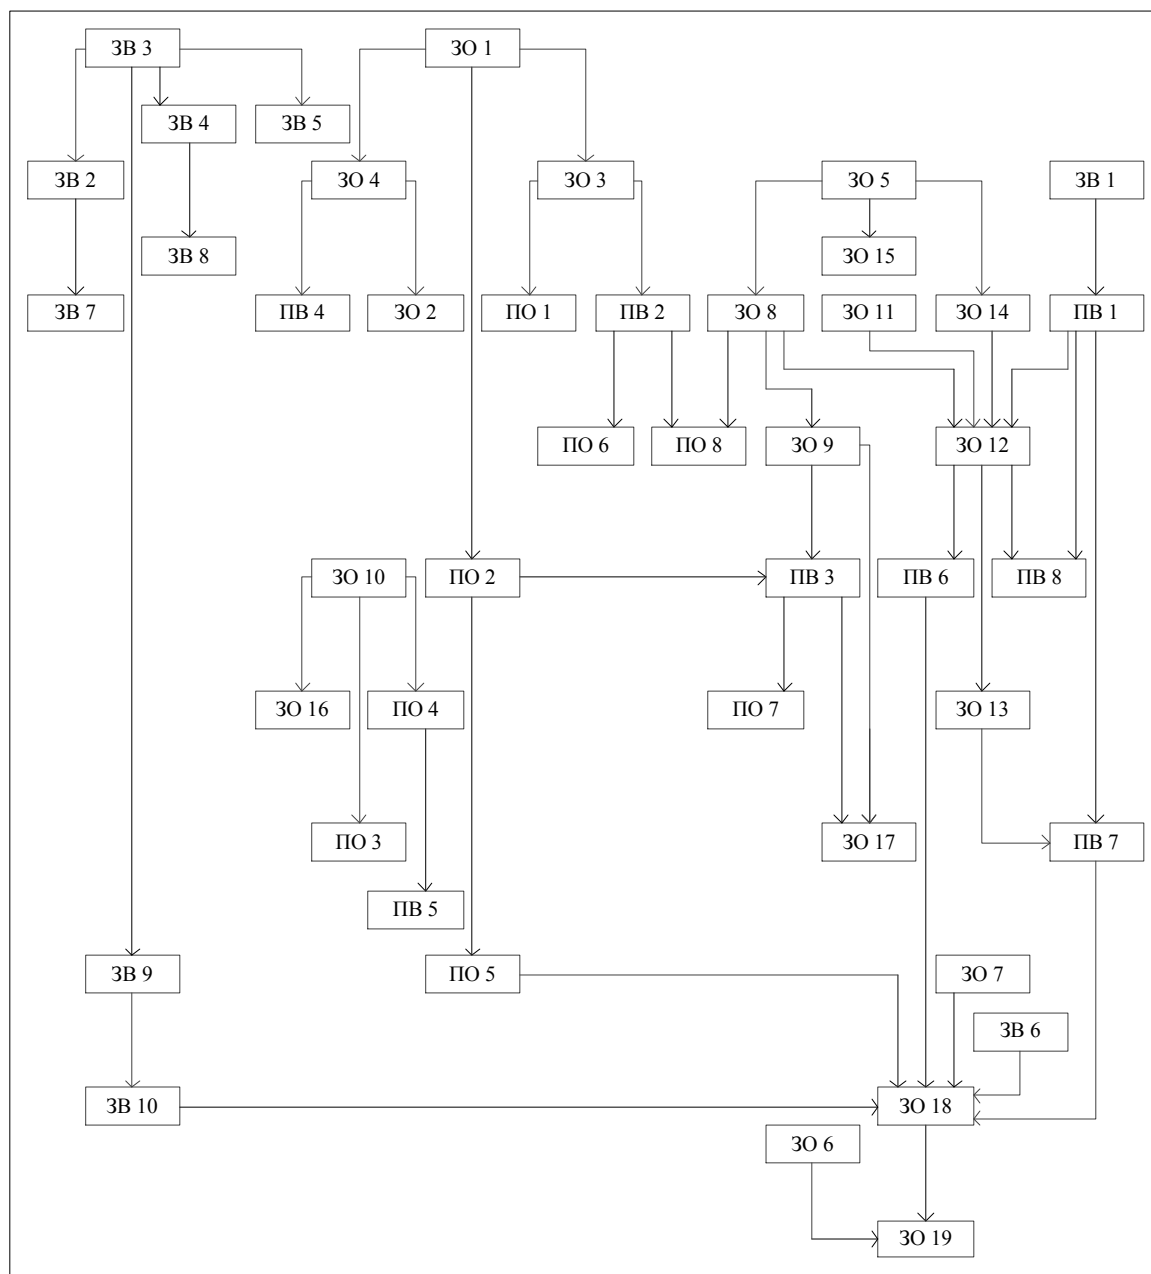 ЗВ 3
ЗО 1
ЗВ 4
ЗВ 5
ЗВ 2
ЗО 4
ЗО 3
ЗО 5
ЗВ 1
ЗВ 8
ЗО 15
ЗВ 7
ПВ 4
ЗО 2
ПО 1
ПВ 2
ЗО 8
ЗО 11
ЗО 14
ПВ 1
ПО 6
ПО 8
ЗО 9
ЗО 12
ЗО 10
ПО 2
ПВ 3
ПВ 6
ПВ 8
ЗО 16
ПО 4
ПО 7
ЗО 13
ПО 3
ЗО 17
ПВ 7
ПВ 5
ЗВ 9
ПО 5
ЗО 7
ЗВ 6
ЗВ 10
ЗО 18
ЗО 6
ЗО 19